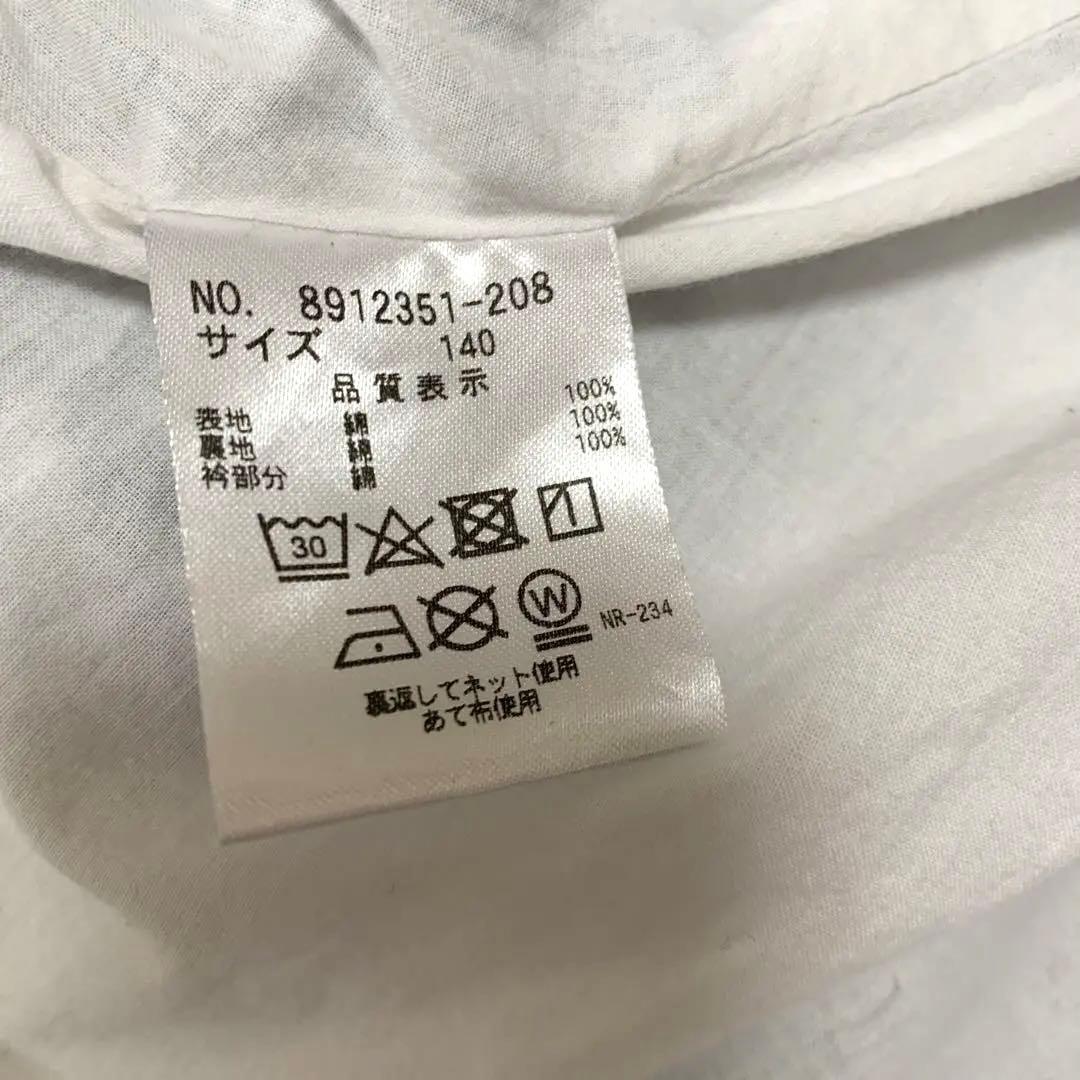 NO. 8912351-208
サイズ 140
品質表示
表地 綿 100%
裏地 綿 100%
衿部分 綿 100%
30
W NR-234
裏返してネット使用
あて布使用